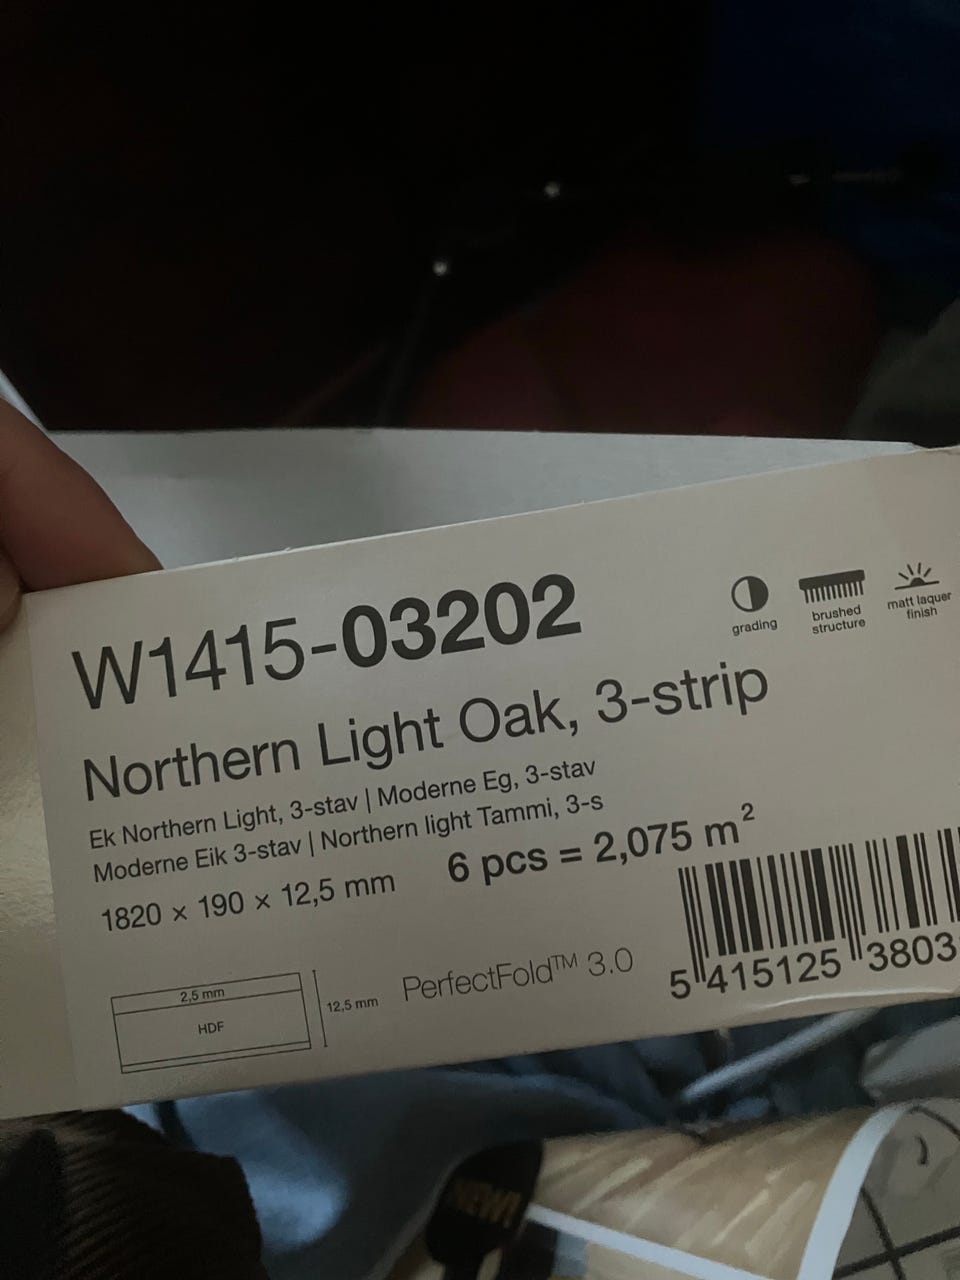 W1415-03202
grading
brushed
structure
matt laquer
finish
Northern Light Oak, 3-strip
Ek Northern Light, 3-stav | Moderne Eg, 3-stav
Moderne Eik 3-stav | Northern light Tammi, 3-s
1820 × 190 × 12,5 mm
6 pcs = 2,075 m²
2,5 mm
HDF
12,5 mm
PerfectFold™ 3.0
5 415125 3803
NEW!